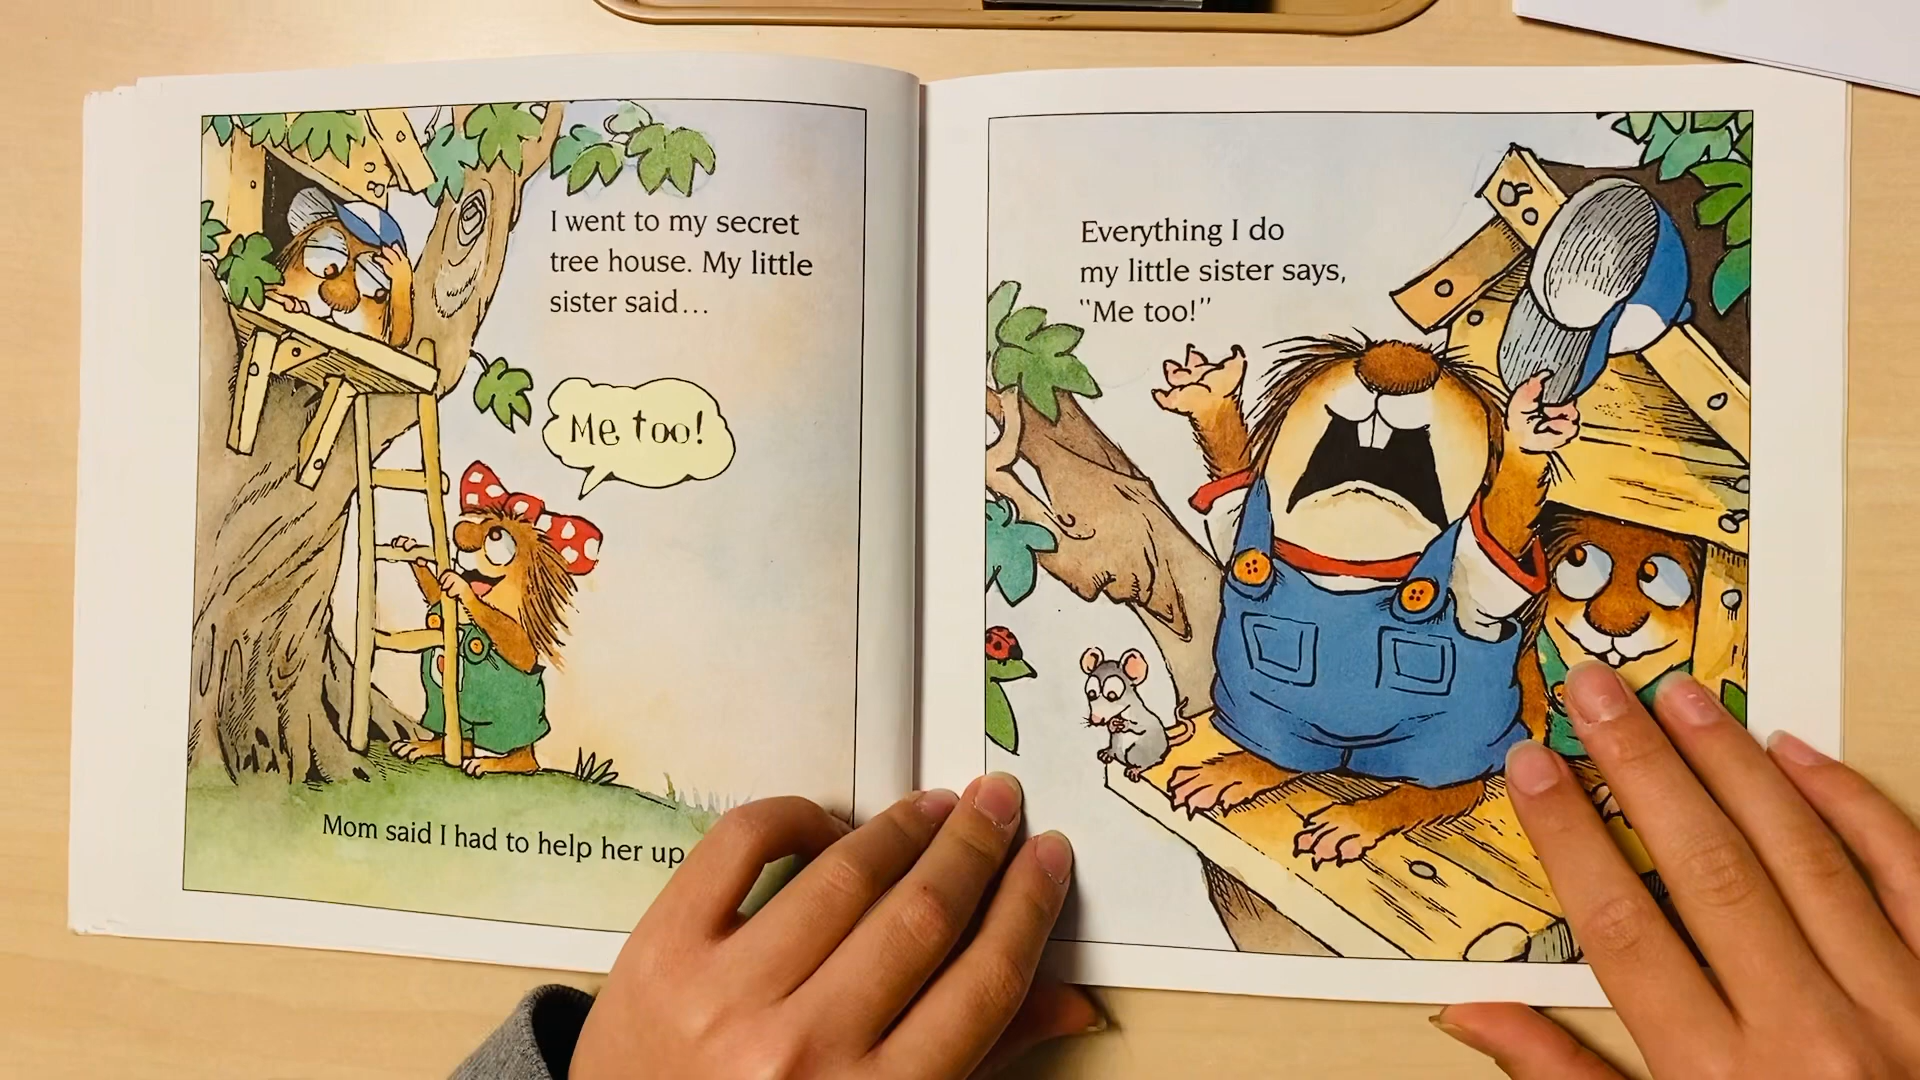 I went to my secret
tree house. My little
sister said...
Me too!
Mom said I had to help her up
Everything I do
my little sister says,
"Me too!"